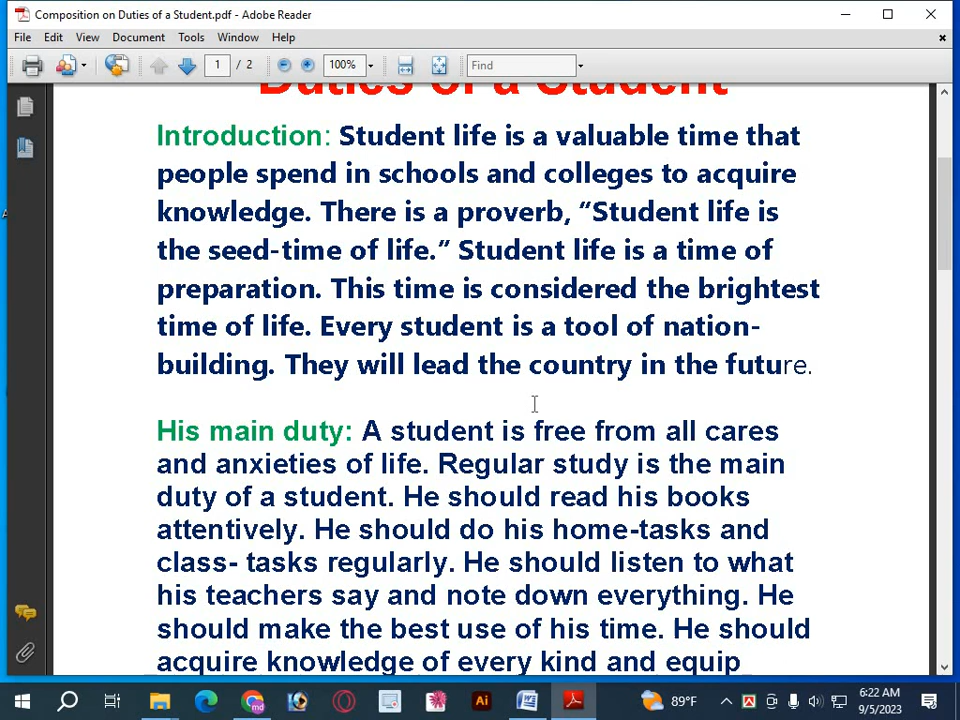 Composition on Duties of a Student.pdf - Adobe Reader
File Edit View Document Tools Window Help
1 / 2 100% Find
Duties of a Student
Introduction: Student life is a valuable time that
people spend in schools and colleges to acquire
knowledge. There is a proverb, “Student life is
the seed-time of life.” Student life is a time of
preparation. This time is considered the brightest
time of life. Every student is a tool of nation-
building. They will lead the country in the future.
His main duty: A student is free from all cares
and anxieties of life. Regular study is the main
duty of a student. He should read his books
attentively. He should do his home-tasks and
class- tasks regularly. He should listen to what
his teachers say and note down everything. He
should make the best use of his time. He should
acquire knowledge of every kind and equip
md Ai W 89°F 6:22 AM
9/5/2023